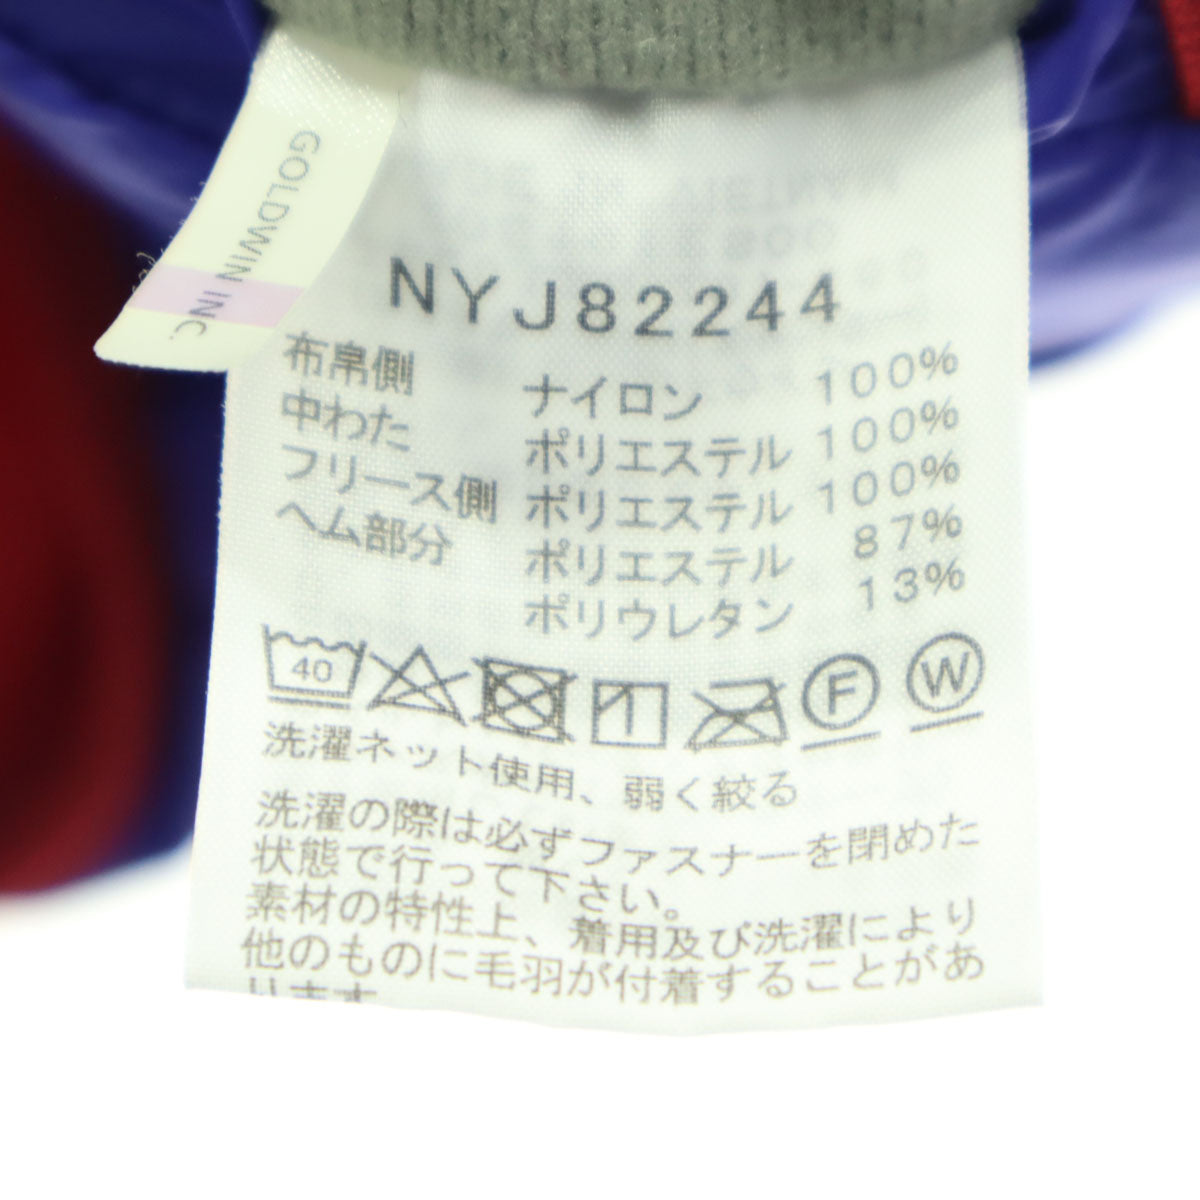 GOLDWIN INC.
NYJ82244
布帛側 ナイロン 100%
中わた ポリエステル 100%
フリース側 ポリエステル 100%
ヘム部分 ポリエステル 87%
ポリウレタン 13%
40 F W
洗濯ネット使用、弱く絞る
洗濯の際は必ずファスナーを閉めた
状態で行って下さい。
素材の特性上、着用及び洗濯により
他のものに毛羽が付着することがあ
ります